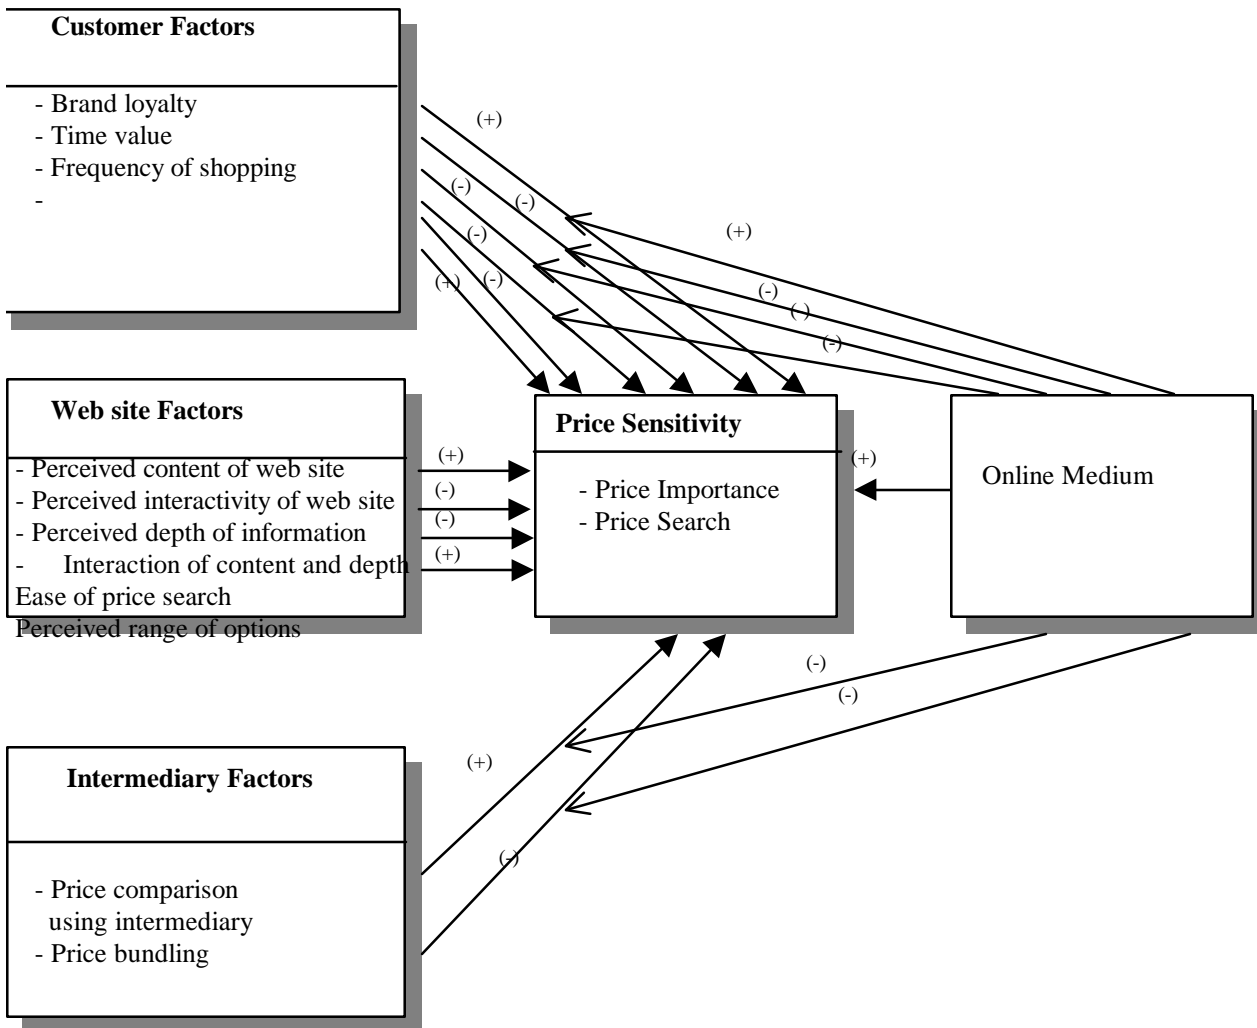 Customer Factors
- Brand loyalty
- Time value
- Frequency of shopping
-
(+)
(-)
(-)
(-)
(-)
(+)
(+)
(-)
(-)
(-)
Web site Factors
- Perceived content of web site
- Perceived interactivity of web site
- Perceived depth of information
- Interaction of content and depth
Ease of price search
Perceived range of options
(+)
(-)
(-)
(+)
Price Sensitivity
- Price Importance
- Price Search
(+)
Online Medium
(-)
(-)
Intermediary Factors
- Price comparison
using intermediary
- Price bundling
(+)
(-)